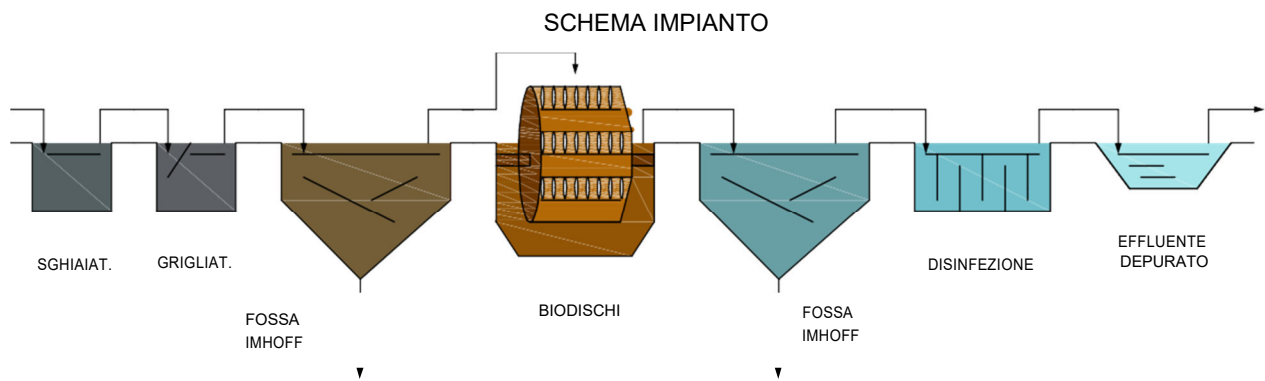 SCHEMA IMPIANTO
SGHIAIAT.
GRIGLIAT.
FOSSA
IMHOFF
BIODISCHI
FOSSA
IMHOFF
DISINFEZIONE
EFFLUENTE
DEPURATO